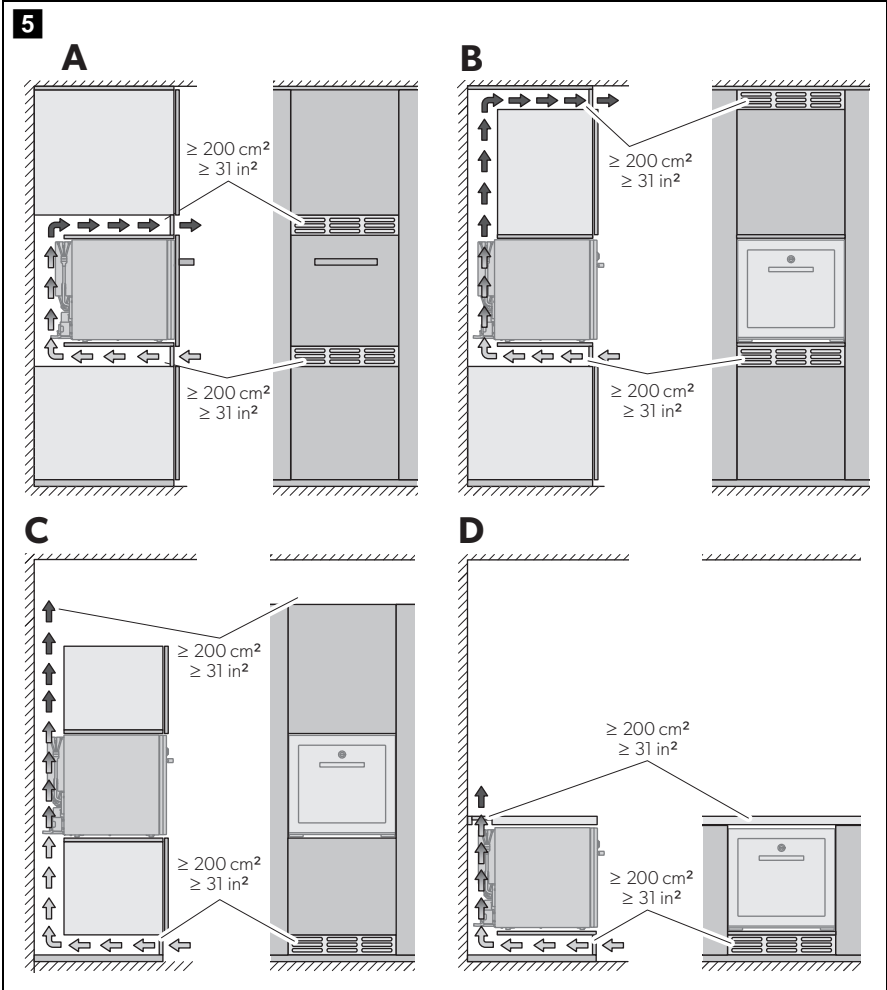 5
A
≥ 200 cm²
≥ 31 in²
≥ 200 cm²
≥ 31 in²
B
≥ 200 cm²
≥ 31 in²
≥ 200 cm²
≥ 31 in²
C
≥ 200 cm²
≥ 31 in²
≥ 200 cm²
≥ 31 in²
D
≥ 200 cm²
≥ 31 in²
≥ 200 cm²
≥ 31 in²